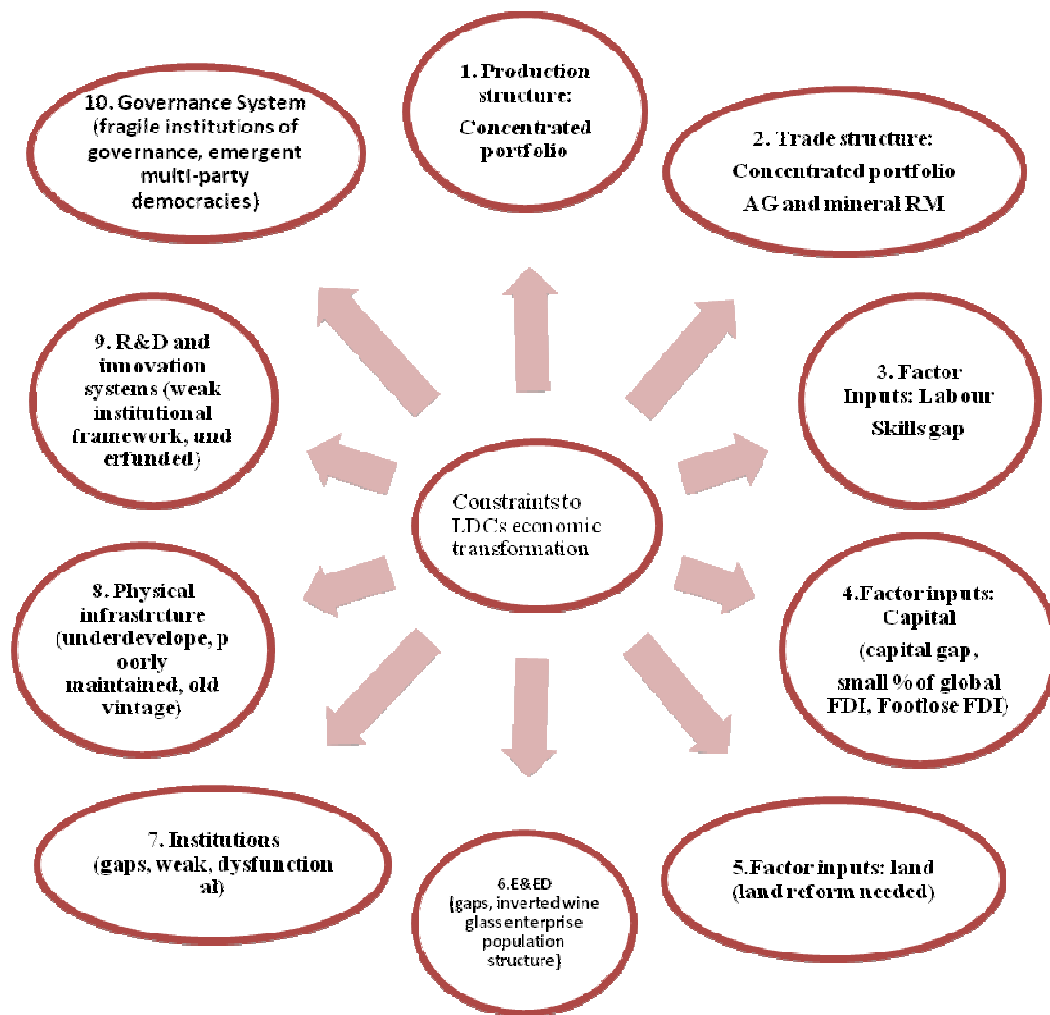 1. Production
structure:
Concentrated
portfolio
2. Trade structure:
Concentrated portfolio
AG and mineral RM
3. Factor
Inputs: Labour
Skills gap
4.Factor inputs:
Capital
(capital gap,
small % of global
FDI, Footlose FDI)
5.Factor inputs: land
(land reform needed)
6.E&ED
(gaps, inverted wine
glass enterprise
population
structure}
7. Institutions
(gaps, weak, dysfunction
al)
8. Physical
infrastrcture
(underdevelope, p
oorly
maintained, old
vintage)
9. R&D and
innovation
systems (weak
institutional
framework, and
erfunded)
10. Governance System
(fragile institutions of
governance, emergent
multi-party
democracies}
Constraints to
LDCs economic
transformation